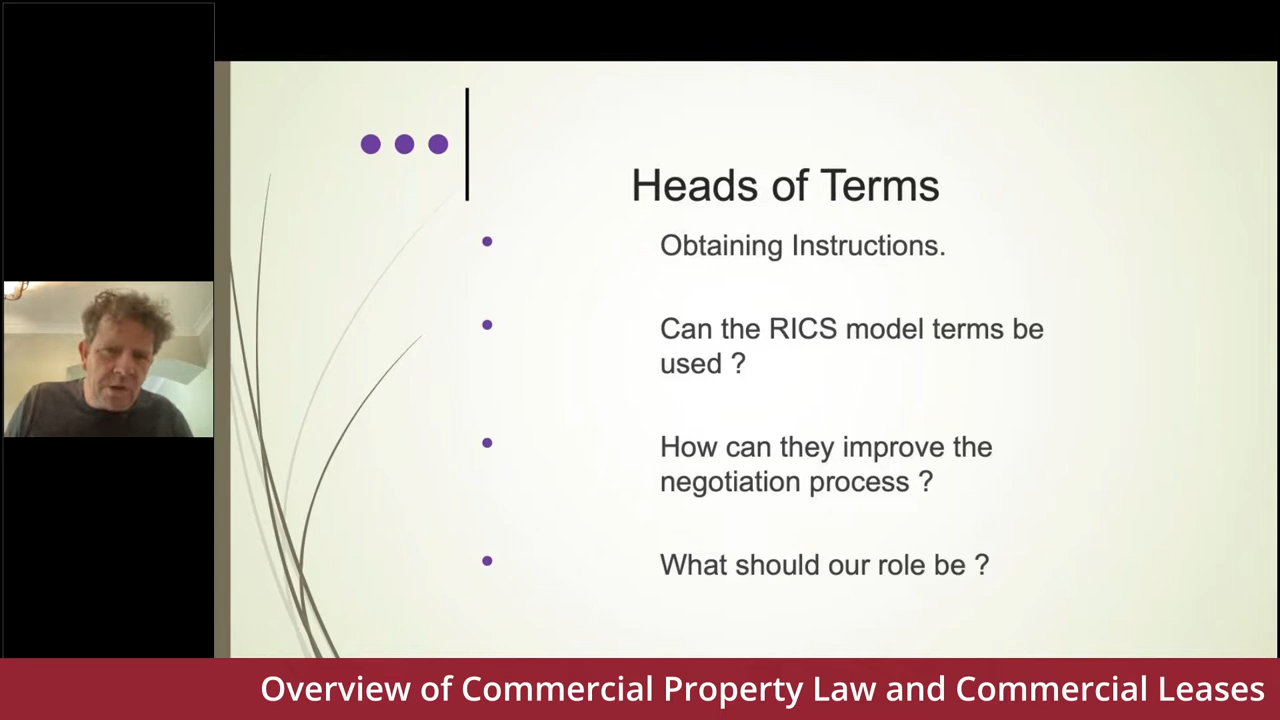 Heads of Terms
Obtaining Instructions.
Can the RICS model terms be
used ?
How can they improve the
negotiation process ?
What should our role be ?
Overview of Commercial Property Law and Commercial Leases